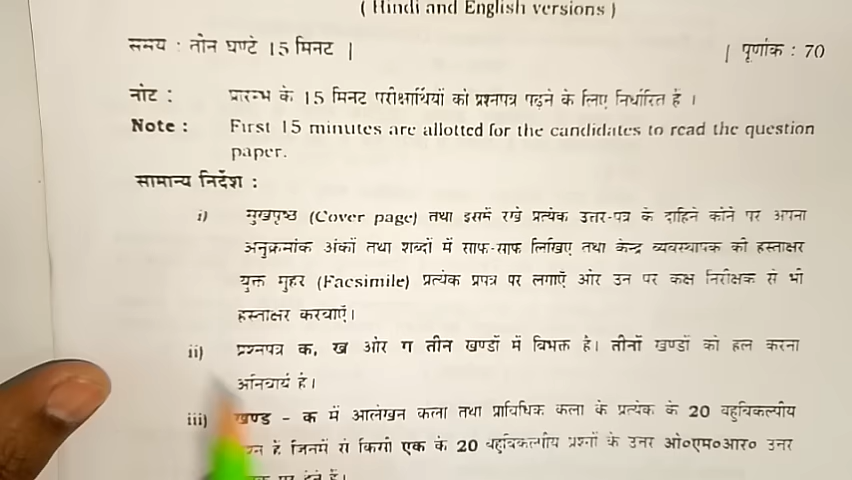 ( Hindi and English versions )
समय : तीन घण्टे 15 मिनट | | पूर्णांक : 70
नोट : प्रारम्भ के 15 मिनट परीक्षार्थियों को प्रश्नपत्र पढ़ने के लिए निर्धारित हैं ।
Note : First 15 minutes are allotted for the candidates to read the question
paper.
सामान्य निर्देश :
i) मुखपृष्ठ (Cover page) तथा इसमें रखे प्रत्येक उत्तर-पत्र के दाहिने कोने पर अपना
अनुक्रमांक अंकों तथा शब्दों में साफ-साफ लिखिए तथा केन्द्र व्यवस्थापक की हस्ताक्षर
युक्त मुहर (Facsimile) प्रत्येक प्रपत्र पर लगाएँ और उन पर कक्ष निरीक्षक से भी
हस्ताक्षर करवाएँ।
ii) प्रश्नपत्र क, ख और ग तीन खण्डों में विभक्त है। तीनों खण्डों को हल करना
अनिवार्य है।
iii) खण्ड - क में आलेखन कला तथा प्राविधिक कला के प्रत्येक के 20 बहुविकल्पीय
हैं जिनमें से किसी एक के 20 बहुविकल्पीय प्रश्नों के उत्तर ओ०एम०आर० उत्तर
पर देने हैं।